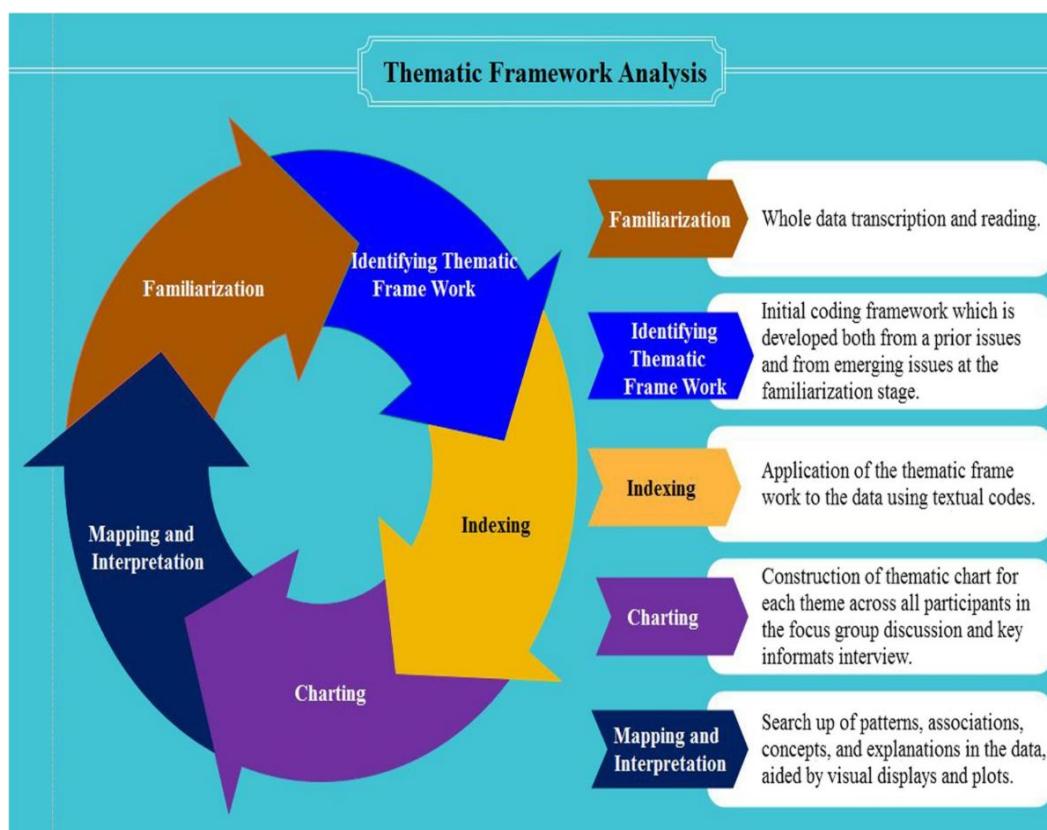 Thematic Framework Analysis
Familiarization
Identifying Thematic
Frame Work
Indexing
Charting
Mapping and
Interpretation
Familiarization
Whole data transcription and reading.
Identifying
Thematic
Frame Work
Initial coding framework which is
developed both from a prior issues
and from emerging issues at the
familiarization stage.
Indexing
Application of the thematic frame
work to the data using textual codes.
Charting
Construction of thematic chart for
each theme across all participants in
the focus group discussion and key
informats interview.
Mapping and
Interpretation
Search up of patterns, associations,
concepts, and explanations in the data,
aided by visual displays and plots.